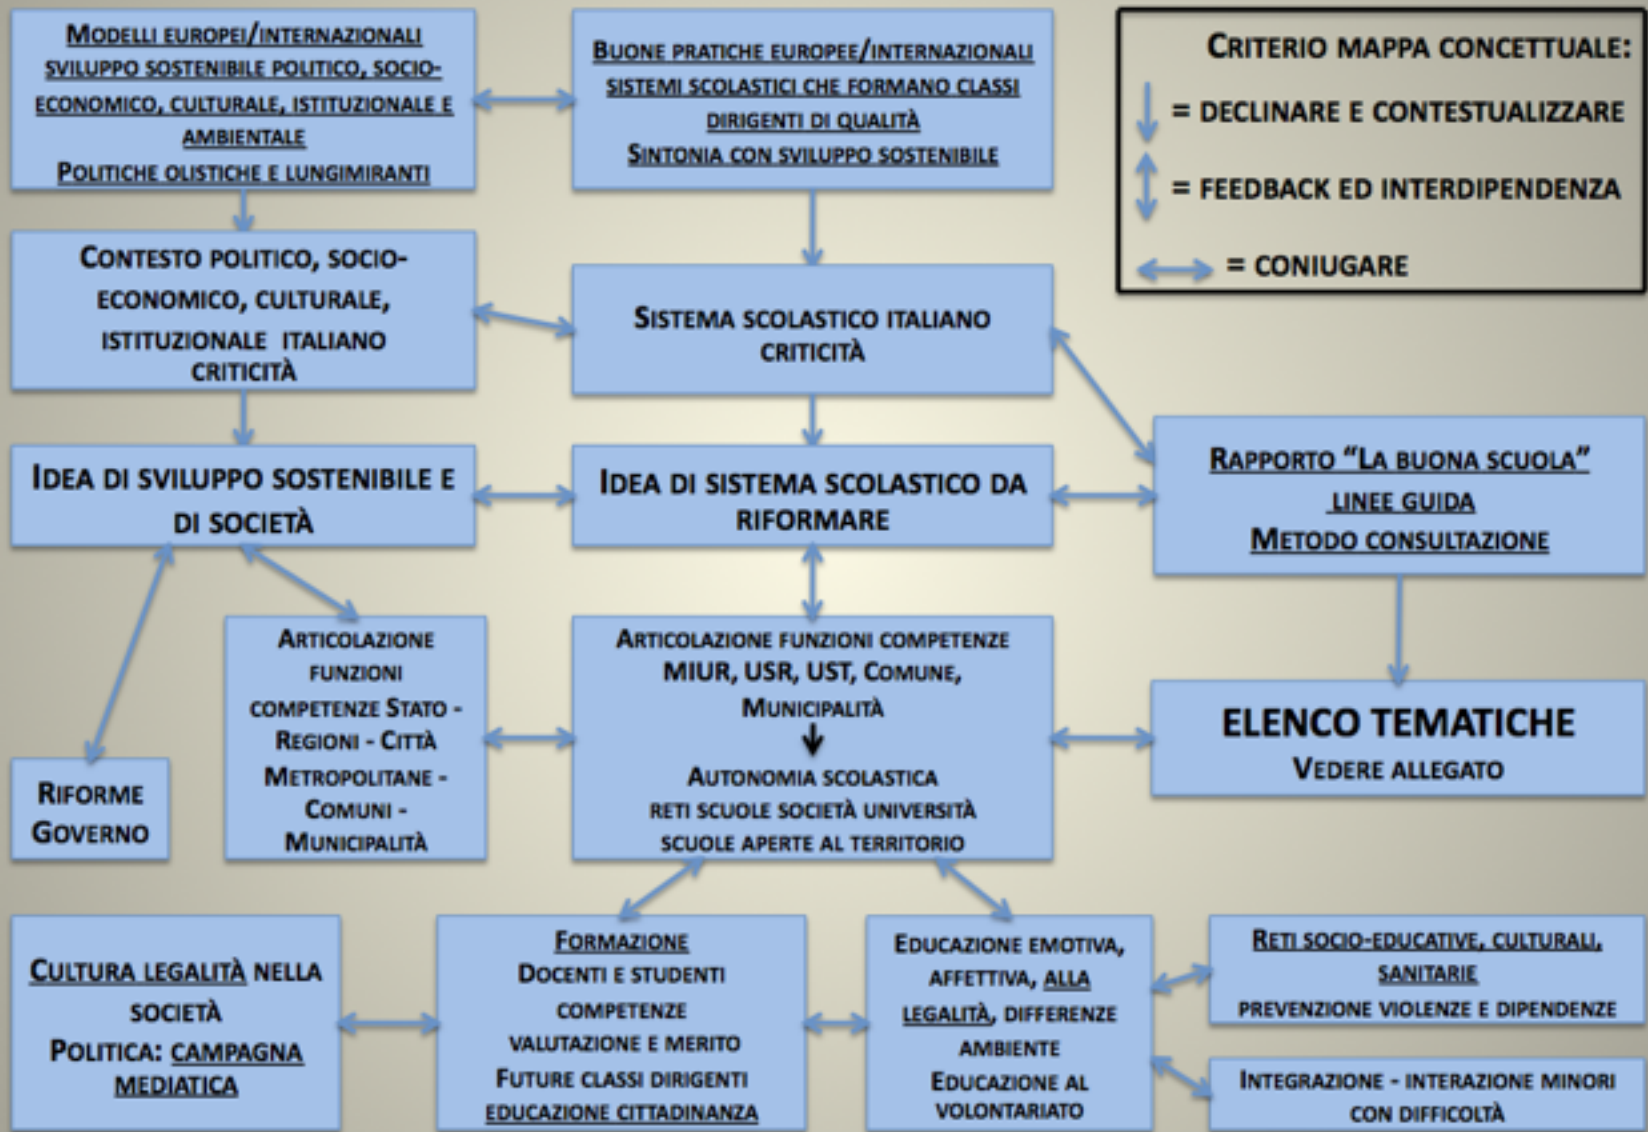 MODELLI EUROPEI/INTERNAZIONALI
SVILUPPO SOSTENIBILE POLITICO, SOCIO-
ECONOMICO, CULTURALE, ISTITUZIONALE E
AMBIENTALE
POLITICHE OLISTICHE E LUNGIMIRANTI
BUONE PRATICHE EUROPEE/INTERNAZIONALI
SISTEMI SCOLASTICI CHE FORMANO CLASSI
DIRIGENTI DI QUALITÀ
SINTONIA CON SVILUPPO SOSTENIBILE
CRITERIO MAPPA CONCETTUALE:
= DECLINARE E CONTESTUALIZZARE
= FEEDBACK ED INTERDIPENDENZA
= CONIUGARE
CONTESTO POLITICO, SOCIO-
ECONOMICO, CULTURALE,
ISTITUZIONALE ITALIANO
CRITICITÀ
SISTEMA SCOLASTICO ITALIANO
CRITICITÀ
IDEA DI SVILUPPO SOSTENIBILE E
DI SOCIETÀ
IDEA DI SISTEMA SCOLASTICO DA
RIFORMARE
RAPPORTO “LA BUONA SCUOLA”
LINEE GUIDA
METODO CONSULTAZIONE
RIFORME
GOVERNO
ARTICOLAZIONE
FUNZIONI
COMPETENZE STATO -
REGIONI - CITTÀ
METROPOLITANE -
COMUNI -
MUNICIPALITÀ
ARTICOLAZIONE FUNZIONI COMPETENZE
MIUR, USR, UST, COMUNE,
MUNICIPALITÀ
AUTONOMIA SCOLASTICA
RETI SCUOLE SOCIETÀ UNIVERSITÀ
SCUOLE APERTE AL TERRITORIO
ELENCO TEMATICHE
VEDERE ALLEGATO
CULTURA LEGALITÀ NELLA
SOCIETÀ
POLITICA: CAMPAGNA
MEDIATICA
FORMAZIONE
DOCENTI E STUDENTI
COMPETENZE
VALUTAZIONE E MERITO
FUTURE CLASSI DIRIGENTI
EDUCAZIONE CITTADINANZA
EDUCAZIONE EMOTIVA,
AFFETTIVA, ALLA
LEGALITÀ, DIFFERENZE
AMBIENTE
EDUCAZIONE AL
VOLONTARIATO
RETI SOCIO-EDUCATIVE, CULTURALI,
SANITARIE
PREVENZIONE VIOLENZE E DIPENDENZE
INTEGRAZIONE - INTERAZIONE MINORI
CON DIFFICOLTÀ